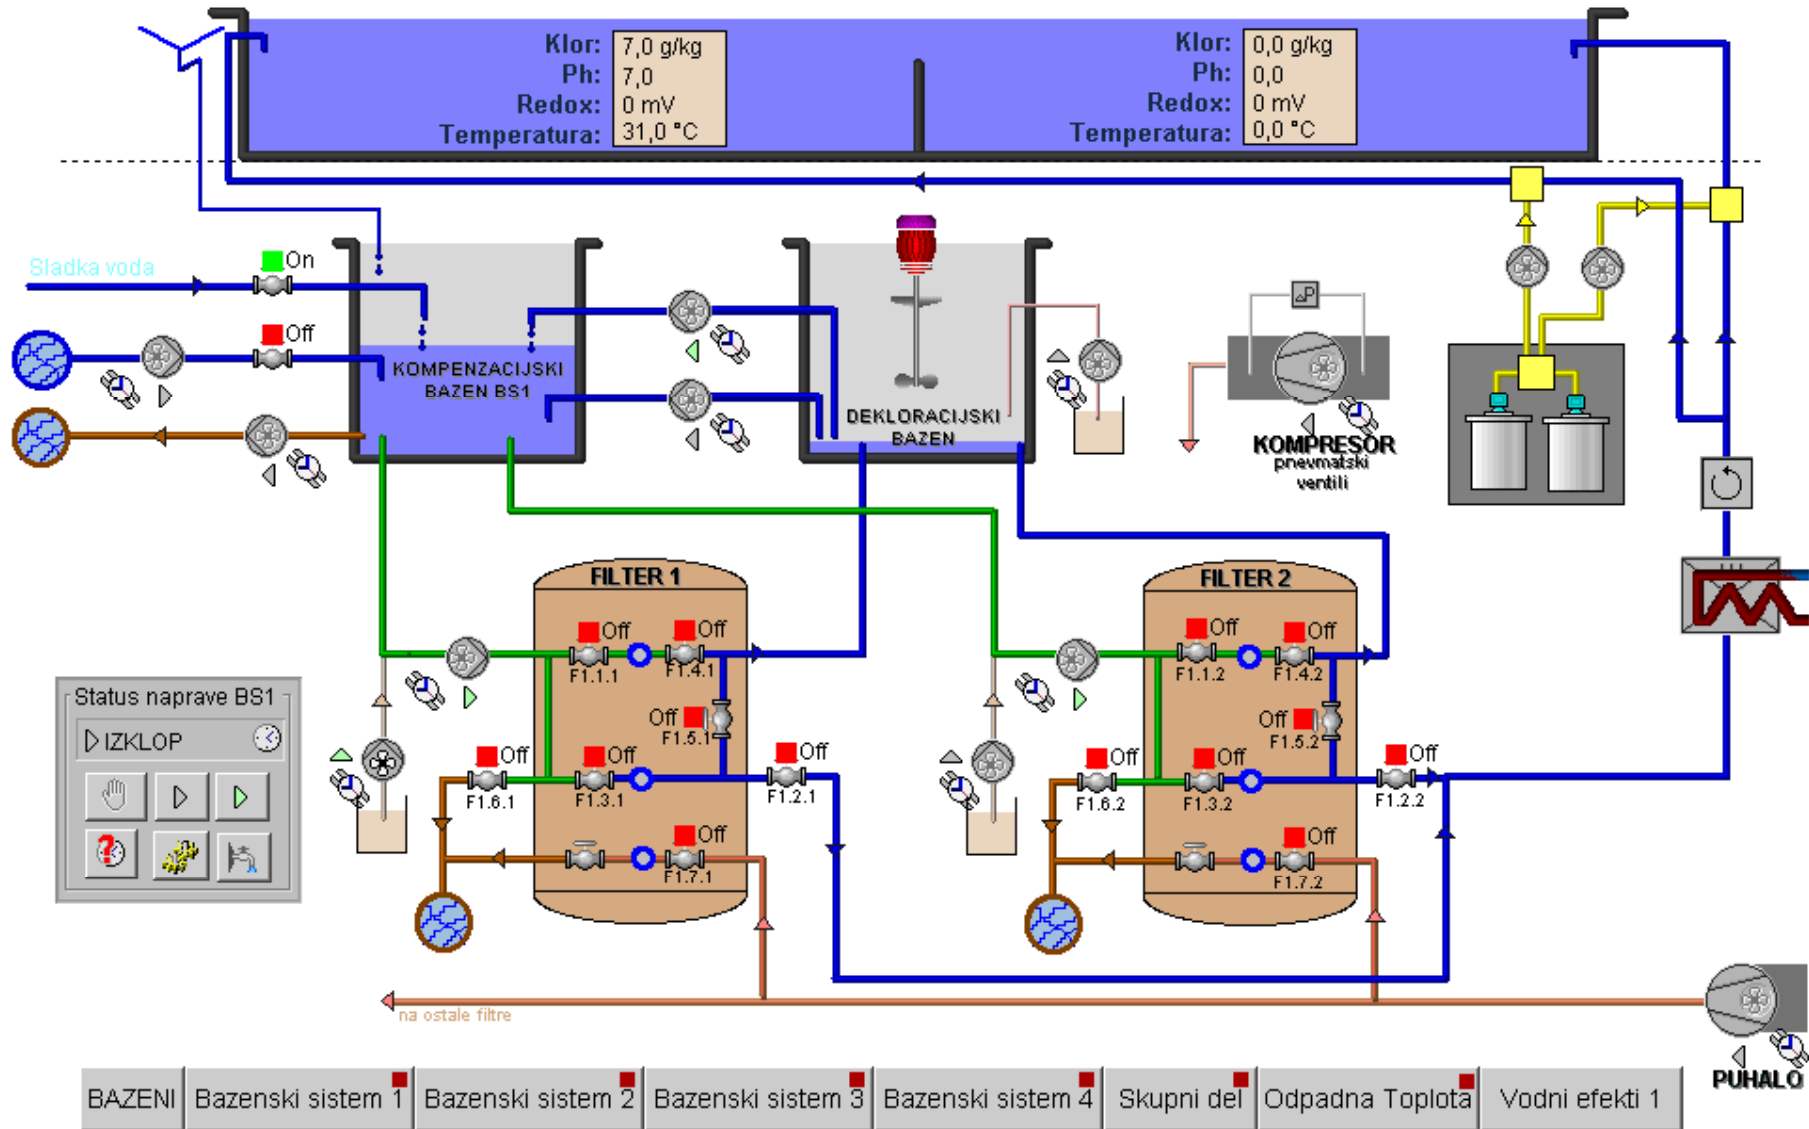 Klor: 7,0 g/kg
Ph: 7,0
Redox: 0 mV
Temperatura: 31,0 °C
Klor: 0,0 g/kg
Ph: 0,0
Redox: 0 mV
Temperatura: 0,0 °C
Sladka voda
On
Off
KOMPENZACIJSKI
BAZEN BS1
DEKLORACIJSKI
BAZEN
ΔP
KOMPRESOR
pnevmatski
ventili
FILTER 1
Off
Off
F1.1.1
F1.4.1
Off
F1.5.1
Off
Off
Off
F1.6.1
F1.3.1
F1.2.1
Off
F1.7.1
FILTER 2
Off
Off
F1.1.2
F1.4.2
Off
F1.5.2
Off
Off
Off
F1.6.2
F1.3.2
F1.2.2
Off
F1.7.2
Status naprave BS1
IZKLOP
?
na ostale filtre
PUHALO
BAZENI
Bazenski sistem 1
Bazenski sistem 2
Bazenski sistem 3
Bazenski sistem 4
Skupni del
Odpadna Toplota
Vodni efekti 1